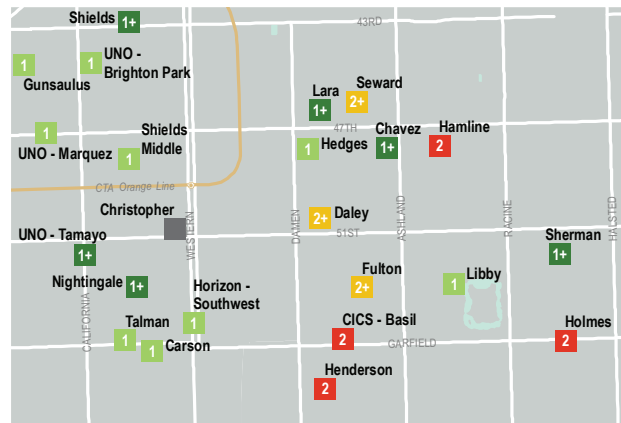 Shields 1+
43RD
1 UNO -
Brighton Park
1
Gunsaulus
Seward
2+
Lara
1+
47TH
1
UNO - Marquez
Shields
Middle
1
1 Hedges
Chavez
1+
Hamline
2
CTA Orange Line
Christopher
WESTERN
DAMEN
ASHLAND
RACINE
HALSTED
2+ Daley
51ST
UNO - Tamayo
1+
Sherman
1+
Nightingale 1+
Horizon -
Southwest
1
Fulton
2+
1 Libby
CALIFORNIA
Talman
1
1 Carson
CICS - Basil
2
GARFIELD
Holmes
2
Henderson
2